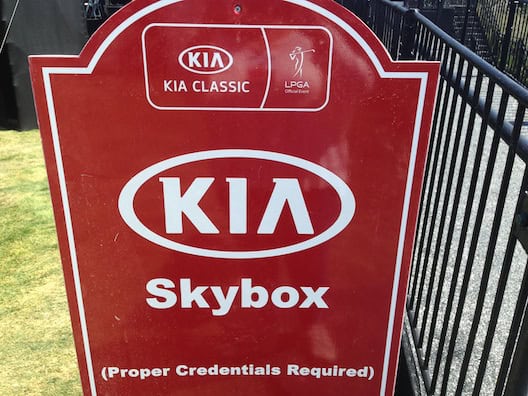 KIA
KIA CLASSIC
LPGA
Official Event
KIA
Skybox
(Proper Credentials Required)